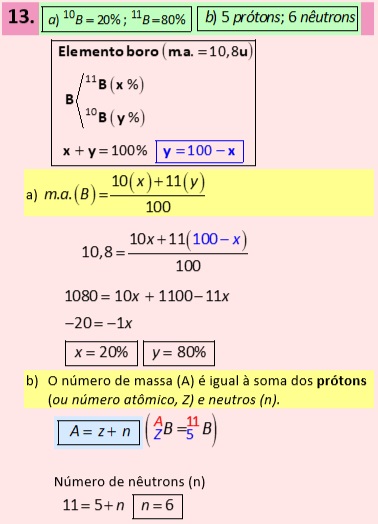 13. a) ¹⁰B = 20% ; ¹¹B=80% b) 5 prótons; 6 nêutrons
Elemento boro (m.a. =10,8u)
¹¹B (x %)
B
¹⁰B (y %)
x + y = 100% y = 100 − x
a) m.a.(B) = 10(x)+11(y) / 100
10,8 = 10x + 11(100 − x) / 100
1080 = 10x + 1100 − 11x
−20 = −1x
x = 20% y = 80%
b) O número de massa (A) é igual à soma dos prótons
(ou número atômico, Z) e neutros (n).
A = z + n (ᴬ_Z B = ¹¹₅ B)
Número de nêutrons (n)
11 = 5 + n n = 6